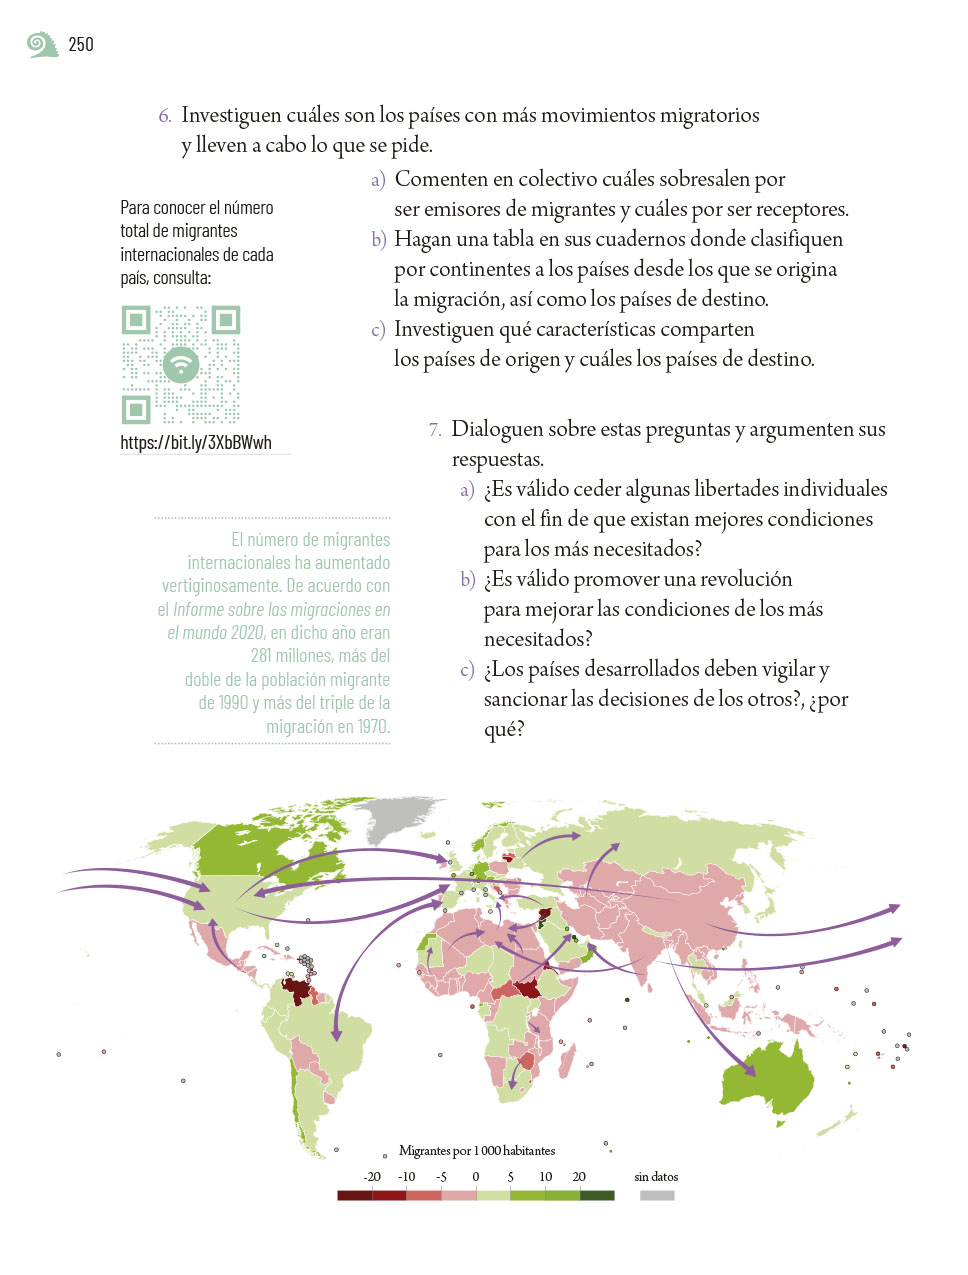 250
6. Investiguen cuáles son los países con más movimientos migratorios
y lleven a cabo lo que se pide.
a) Comenten en colectivo cuáles sobresalen por
ser emisores de migrantes y cuáles por ser receptores.
b) Hagan una tabla en sus cuadernos donde clasifiquen
por continentes a los países desde los que se origina
la migración, así como los países de destino.
c) Investiguen qué características comparten
los países de origen y cuáles los países de destino.
Para conocer el número
total de migrantes
internacionales de cada
país, consulta:
https://bit.ly/3XbBWwh
7. Dialoguen sobre estas preguntas y argumenten sus
respuestas.
a) ¿Es válido ceder algunas libertades individuales
con el fin de que existan mejores condiciones
para los más necesitados?
b) ¿Es válido promover una revolución
para mejorar las condiciones de los más
necesitados?
c) ¿Los países desarrollados deben vigilar y
sancionar las decisiones de los otros?, ¿por
qué?
El número de migrantes
internacionales ha aumentado
vertiginosamente. De acuerdo con
el Informe sobre las migraciones en
el mundo 2020, en dicho año eran
281 millones, más del
doble de la población migrante
de 1990 y más del triple de la
migración en 1970.
Migrantes por 1 000 habitantes
-20 -10 -5 0 5 10 20 sin datos